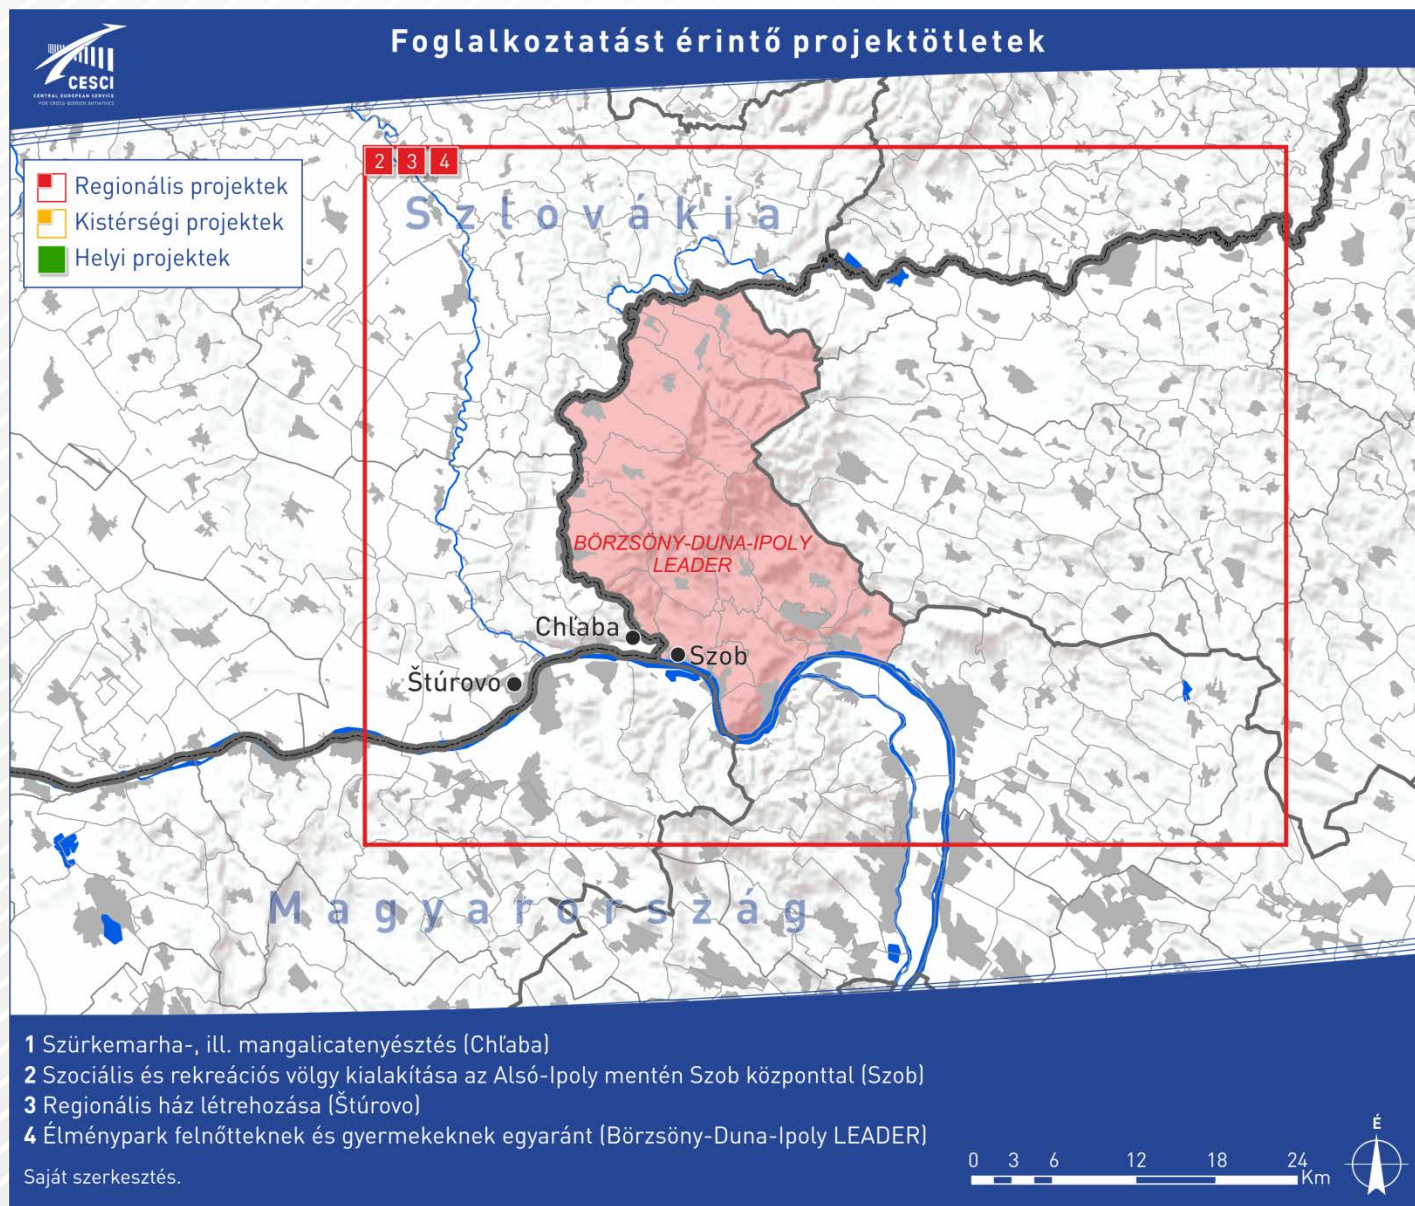 Foglalkoztatást érintő projektötletek
CESCI
CENTRAL EUROPEAN SERVICE
FOR CROSS-BORDER INITIATIVES
2 3 4
Regionális projektek
Kistérségi projektek
Helyi projektek
Szlovákia
BÖRZSÖNY-DUNA-IPOLY
LEADER
Chľaba
Szob
Štúrovo
Magyarország
1 Szürkemarha-, ill. mangalicatenyésztés (Chľaba)
2 Szociális és rekreációs völgy kialakítása az Alsó-Ipoly mentén Szob központtal (Szob)
3 Regionális ház létrehozása (Štúrovo)
4 Élménypark felnőtteknek és gyermekeknek egyaránt (Börzsöny-Duna-Ipoly LEADER)
Saját szerkesztés.
0 3 6 12 18 24
Km
É